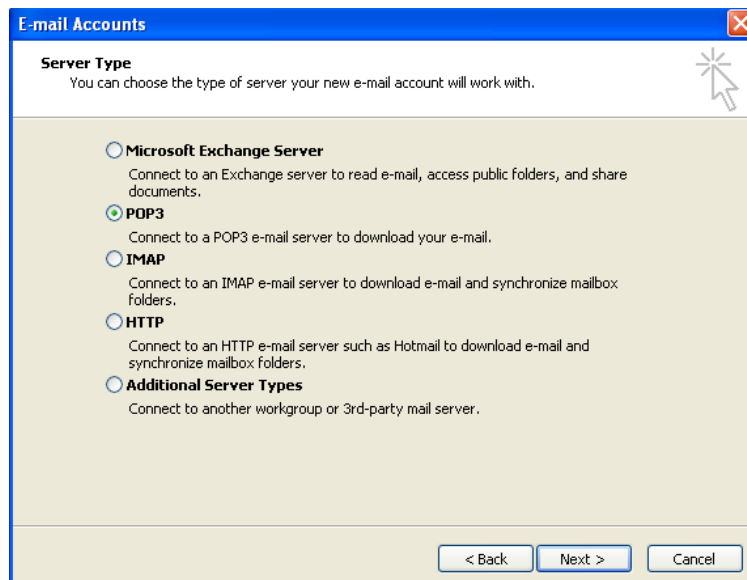 E-mail Accounts
Server Type
You can choose the type of server your new e-mail account will work with.
Microsoft Exchange Server
Connect to an Exchange server to read e-mail, access public folders, and share
documents.
POP3
Connect to a POP3 e-mail server to download your e-mail.
IMAP
Connect to an IMAP e-mail server to download e-mail and synchronize mailbox
folders.
HTTP
Connect to an HTTP e-mail server such as Hotmail to download e-mail and
synchronize mailbox folders.
Additional Server Types
Connect to another workgroup or 3rd-party mail server.
< Back Next > Cancel